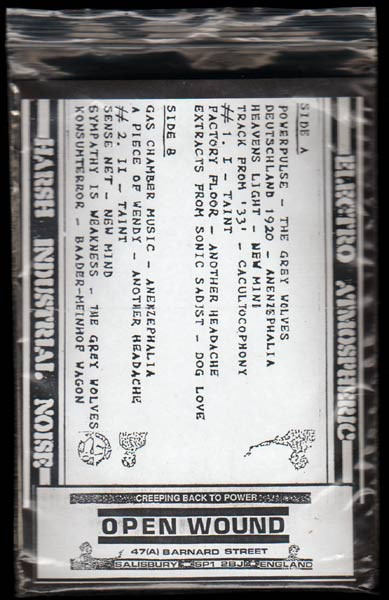 ELECTRO ATMOSPHERIC
SIDE A
POWERPULSE - THE GREY WOLVES
DEUTSCHLAND 1920 - ANENZEPHALIA
HEAVENS LIGHT - NEW MIND
TRACK FROM '33' - CACULTOCOPHONY
# 1. I - TAINT
FACTORY FLOOR - ANOTHER HEADACHE
EXTRACTS FROM SONIC SADIST - DOG LOVE
SIDE B
GAS CHAMBER MUSIC - ANENZEPHALIA
A PIECE OF WENDY - ANOTHER HEADACHE
# 2. II - TAINT
SENSE NET - NEW MIND
SYMPATHY IS WEAKNESS - THE GREY WOLVES
KONSUMTERROR - BAADER-MEINHOF WAGON
HARSH INDUSTRIAL NOISE
CREEPING BACK TO POWER
OPEN WOUND
47(A) BARNARD STREET
SALISBURY SP1 2BJ ENGLAND